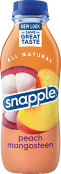 NEW LOOK
SAME
GREAT
TASTE
ALL NATURAL
snapple
peach
mangosteen